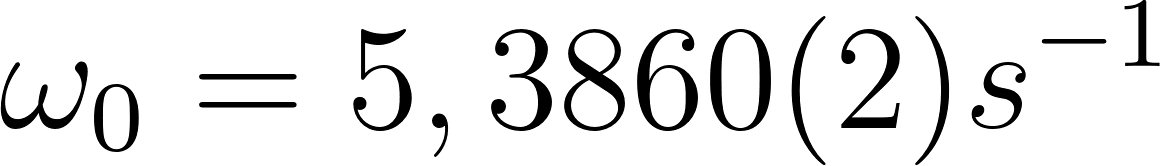 ω₀ = 5, 3860(2)s⁻¹